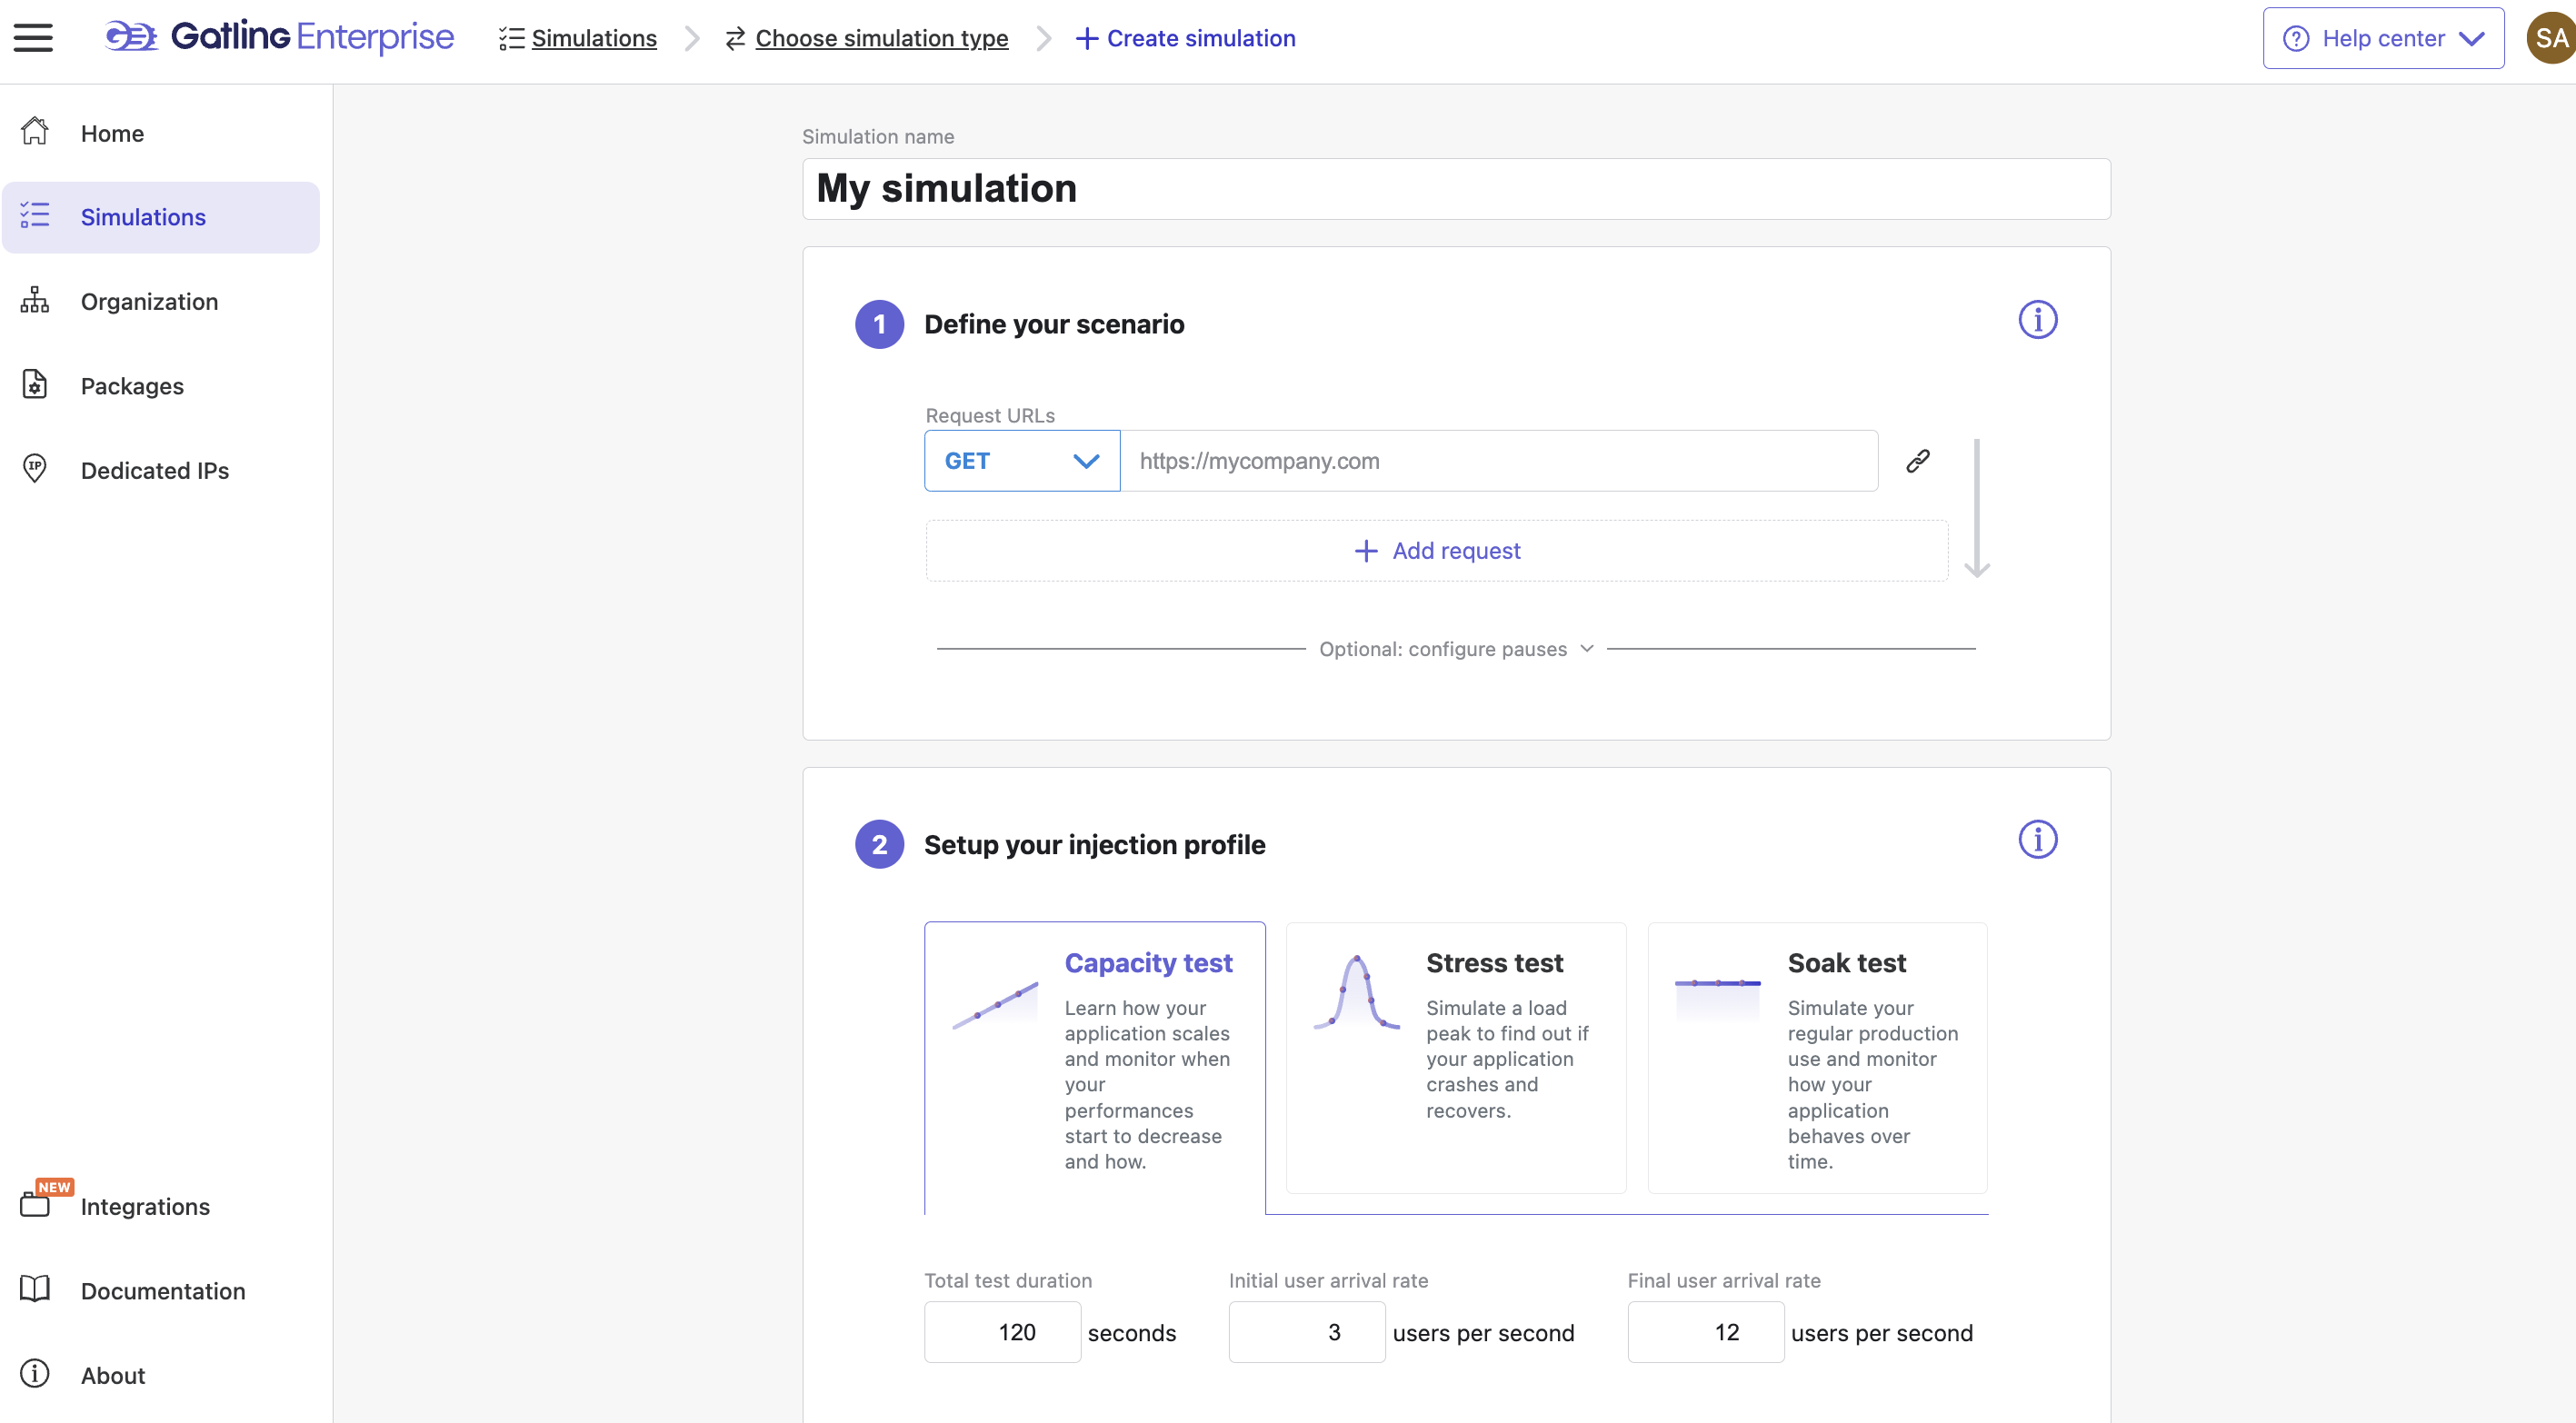 Gatling Enterprise
Simulations
Choose simulation type
Create simulation
Help center
SA
Home
Simulations
Organization
IP
Packages
Dedicated IPs
NEW
Integrations
Documentation
About
Simulation name
My simulation
1 Define your scenario
Request URLs
GET
https://mycompany.com
Add request
Optional: configure pauses
2 Setup your injection profile
Capacity test
Learn how your
application scales
and monitor when
your
performances
start to decrease
and how.
Stress test
Simulate a load
peak to find out if
your application
crashes and
recovers.
Soak test
Simulate your
regular production
use and monitor
how your
application
behaves over
time.
Total test duration
120 seconds
Initial user arrival rate
3 users per second
Final user arrival rate
12 users per second